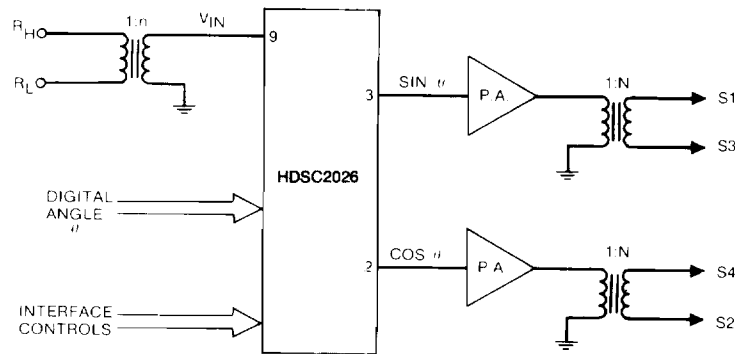 1:n
R_H
V_IN
9
R_L
3
SIN θ
P.A.
1:N
S1
S3
HDSC2026
DIGITAL
ANGLE
θ
2
COS θ
P.A
1:N
S4
S2
INTERFACE
CONTROLS